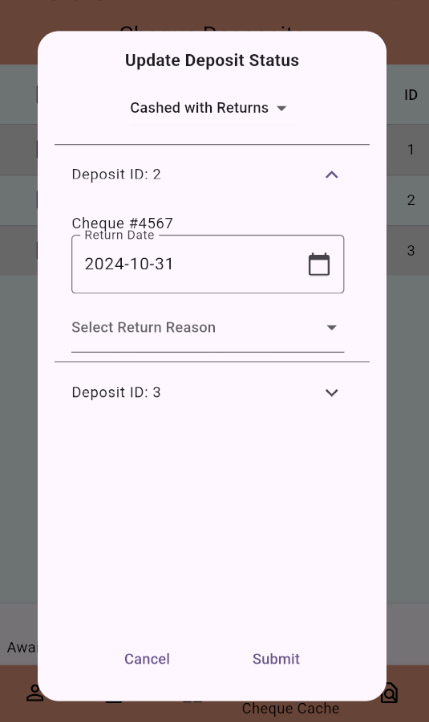 Update Deposit Status
Cashed with Returns
ID
Deposit ID: 2
1
2
Cheque #4567
Return Date
3
2024-10-31
Select Return Reason
Deposit ID: 3
Awai
Cancel
Submit
Cheque Cache